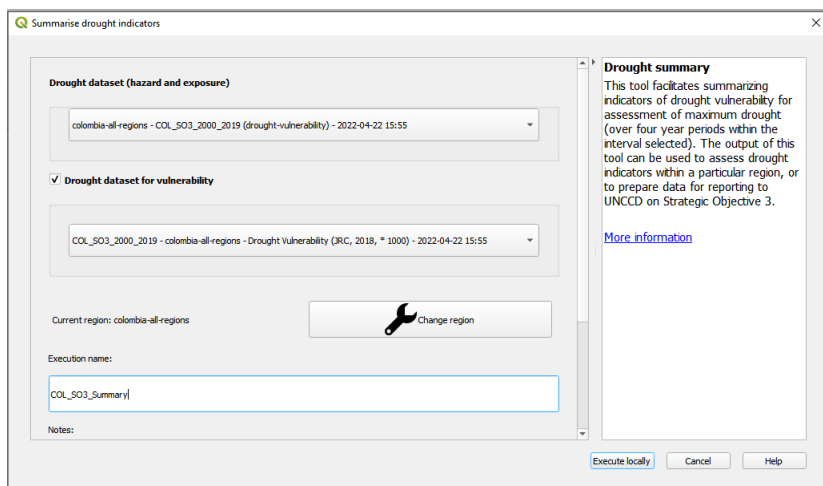 Summarise drought indicators
Drought dataset (hazard and exposure)
colombia-all-regions - COL_SO3_2000_2019 (drought-vulnerability) - 2022-04-22 15:55
Drought dataset for vulnerability
COL_SO3_2000_2019 - colombia-all-regions - Drought Vulnerability (JRC, 2018, * 1000) - 2022-04-22 15:55
Current region: colombia-all-regions
Change region
Execution name:
COL_SO3_Summary
Notes:
Drought summary
This tool facilitates summarizing
indicators of drought vulnerability for
assessment of maximum drought
(over four year periods within the
interval selected). The output of this
tool can be used to assess drought
indicators within a particular region, or
to prepare data for reporting to
UNCCD on Strategic Objective 3.
More information
Execute locally
Cancel
Help